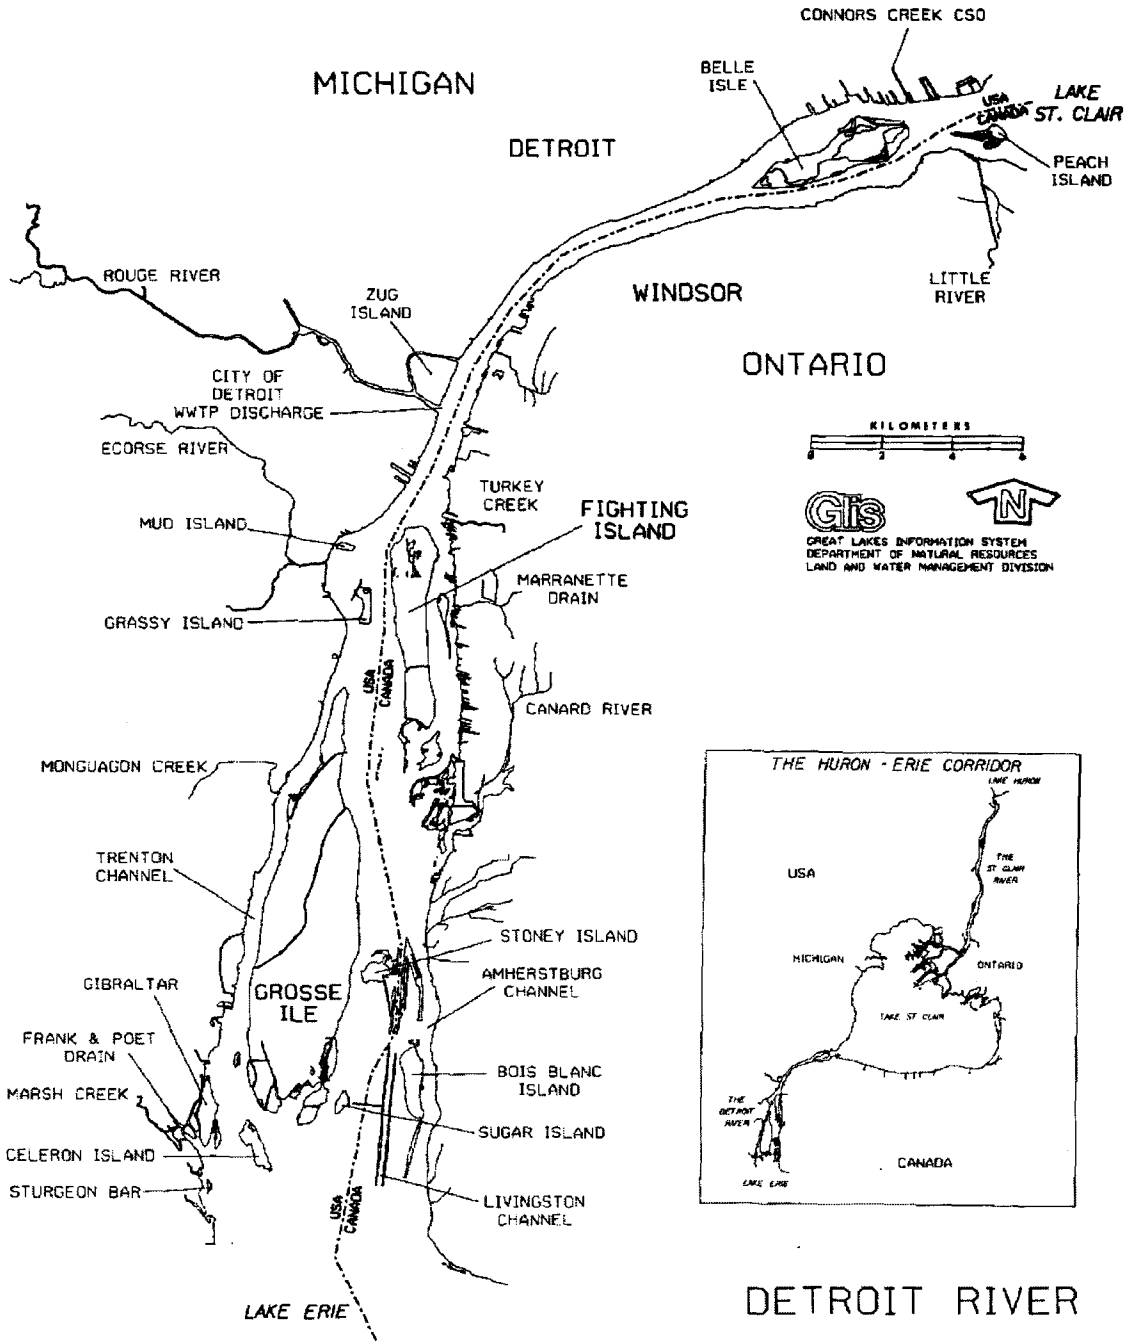 CONNORS CREEK CSO
MICHIGAN
BELLE
ISLE
USA
CANADA
LAKE
ST. CLAIR
DETROIT
PEACH
ISLAND
ROUGE RIVER
ZUG
ISLAND
WINDSOR
LITTLE
RIVER
ONTARIO
CITY OF
DETROIT
WWTP DISCHARGE
ECORSE RIVER
KILOMETERS
0 2 4 6
TURKEY
CREEK
FIGHTING
ISLAND
Glis
N
MUD ISLAND
GREAT LAKES INFORMATION SYSTEM
DEPARTMENT OF NATURAL RESOURCES
LAND AND WATER MANAGEMENT DIVISION
MARRANETTE
DRAIN
GRASSY ISLAND
USA
CANADA
CANARD RIVER
MONGUAGON CREEK
THE HURON - ERIE CORRIDOR
LAKE HURON
TRENTON
CHANNEL
USA
THE
ST CLAIR
RIVER
STONEY ISLAND
MICHIGAN
ONTARIO
GIBRALTAR
GROSSE
ILE
AMHERSTBURG
CHANNEL
LAKE ST CLAIR
FRANK & POET
DRAIN
BOIS BLANC
ISLAND
MARSH CREEK
THE
DETROIT
RIVER
SUGAR ISLAND
CELERON ISLAND
CANADA
STURGEON BAR
LAKE ERIE
USA
CANADA
LIVINGSTON
CHANNEL
LAKE ERIE
DETROIT RIVER